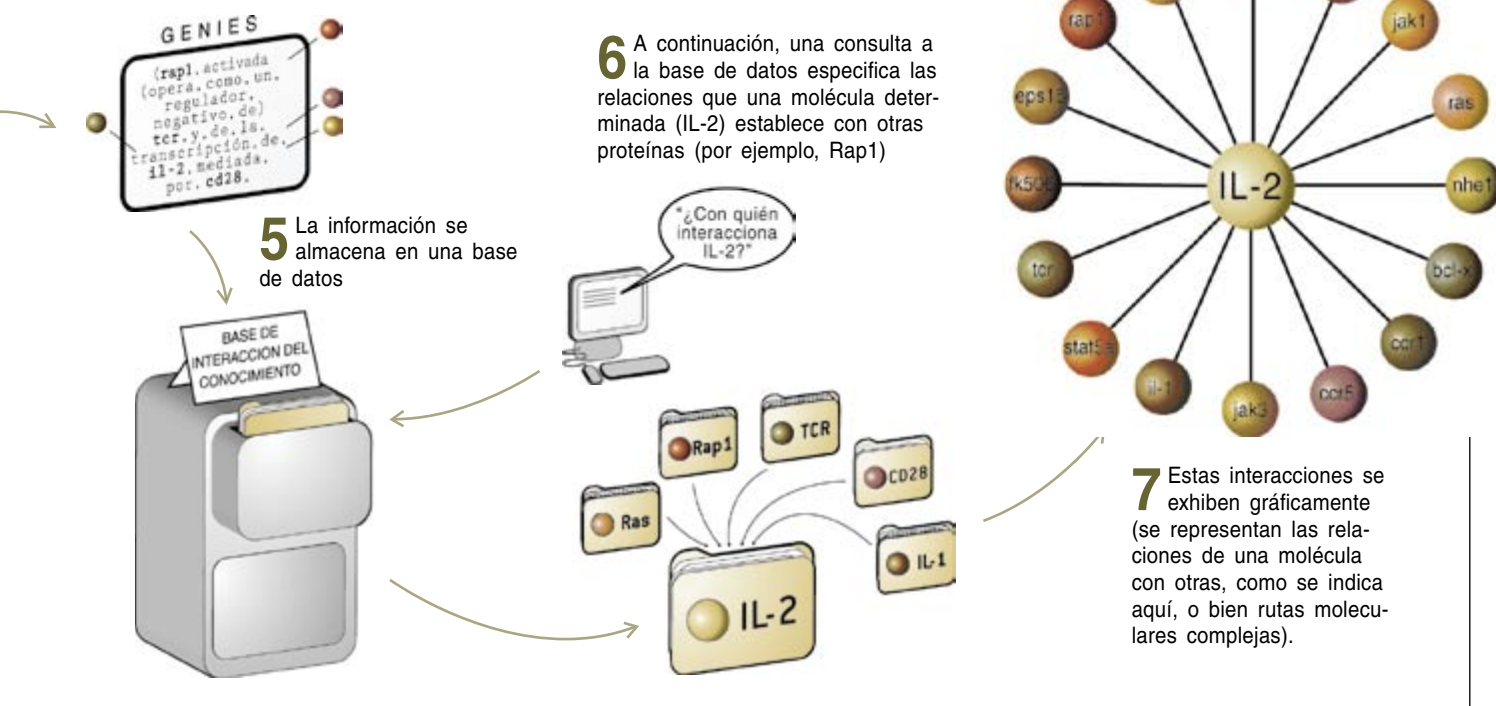 GENIES
(rap1.activada
(opera.como.un.
regulador.
negativo.de)
tcr.y.de.la.
transcripción.de.
il-2.mediada.
por.cd28.
5 La información se
almacena en una base
de datos
BASE DE
INTERACCION DEL
CONOCIMIENTO
6 A continuación, una consulta a
la base de datos especifica las
relaciones que una molécula deter-
minada (IL-2) establece con otras
proteínas (por ejemplo, Rap1)
"¿Con quién
interacciona
IL-2?"
Rap1
TCR
CD28
Ras
IL-1
IL-2
rap1
jak1
ras
nhe1
bcl-x
ccr1
ccr5
jak3
il-1
stat5a
tcr
fk506
IL-2
7 Estas interacciones se
exhiben gráficamente
(se representan las rela-
ciones de una molécula
con otras, como se indica
aquí, o bien rutas molecu-
lares complejas).